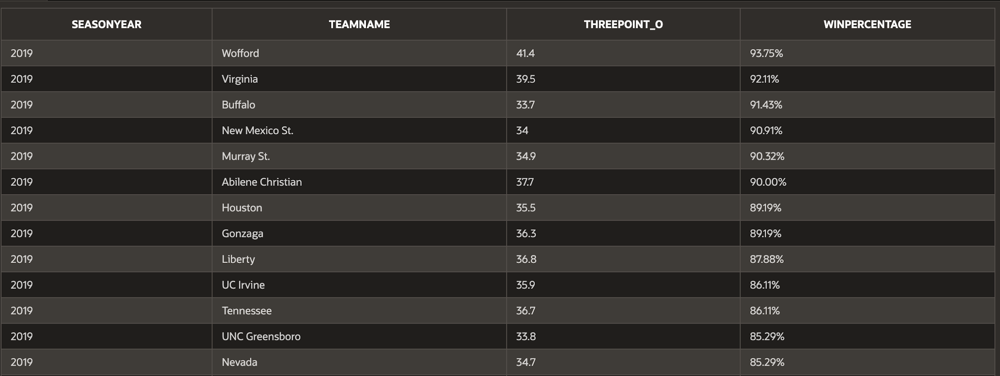 SEASONYEAR TEAMNAME THREEPOINT_O WINPERCENTAGE
2019 Wofford 41.4 93.75%
2019 Virginia 39.5 92.11%
2019 Buffalo 33.7 91.43%
2019 New Mexico St. 34 90.91%
2019 Murray St. 34.9 90.32%
2019 Abilene Christian 37.7 90.00%
2019 Houston 35.5 89.19%
2019 Gonzaga 36.3 89.19%
2019 Liberty 36.8 87.88%
2019 UC Irvine 35.9 86.11%
2019 Tennessee 36.7 86.11%
2019 UNC Greensboro 33.8 85.29%
2019 Nevada 34.7 85.29%